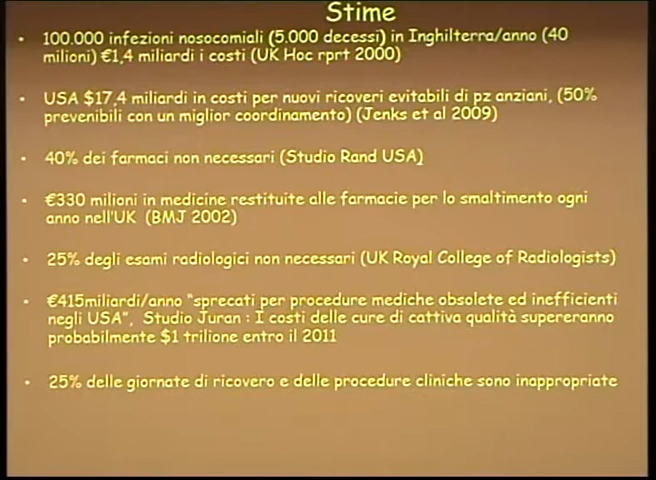 Stime
• 100.000 infezioni nosocomiali (5.000 decessi) in Inghilterra/anno (40
milioni) €1,4 miliardi i costi (UK Hoc rprt 2000)
• USA $17,4 miliardi in costi per nuovi ricoveri evitabili di pz anziani, (50%
prevenibili con un miglior coordinamento) (Jenks et al 2009)
• 40% dei farmaci non necessari (Studio Rand USA)
• €330 milioni in medicine restituite alle farmacie per lo smaltimento ogni
anno nell'UK (BMJ 2002)
• 25% degli esami radiologici non necessari (UK Royal College of Radiologists)
• €415miliardi/anno "sprecati per procedure mediche obsolete ed inefficienti
negli USA", Studio Juran : I costi delle cure di cattiva qualità supereranno
probabilmente $1 trilione entro il 2011
• 25% delle giornate di ricovero e delle procedure cliniche sono inappropriate